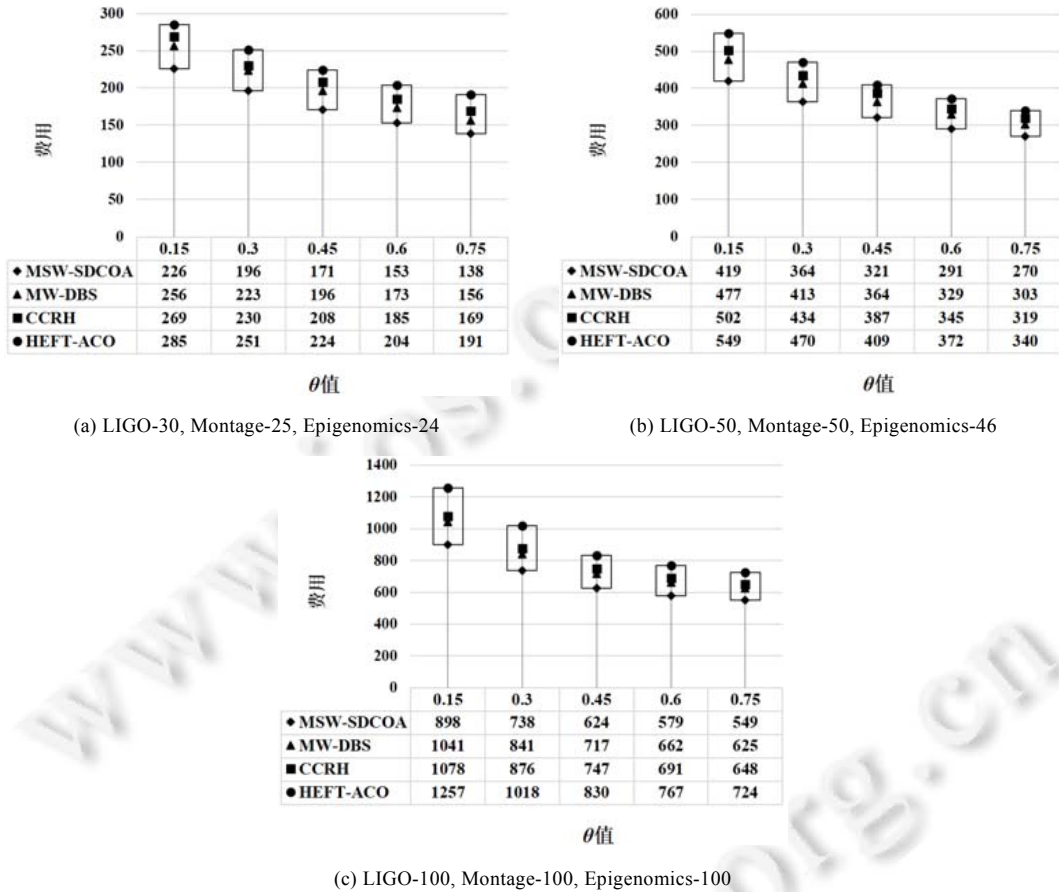 300
250
200
150
100
50
0
费用
0.15 0.3 0.45 0.6 0.75
MSW-SDCOA 226 196 171 153 138
MW-DBS 256 223 196 173 156
CCRH 269 230 208 185 169
HEFT-ACO 285 251 224 204 191
θ值
(a) LIGO-30, Montage-25, Epigenomics-24
600
500
400
300
200
100
0
费用
0.15 0.3 0.45 0.6 0.75
MSW-SDCOA 419 364 321 291 270
MW-DBS 477 413 364 329 303
CCRH 502 434 387 345 319
HEFT-ACO 549 470 409 372 340
θ值
(b) LIGO-50, Montage-50, Epigenomics-46
1400
1200
1000
800
600
400
200
0
费用
0.15 0.3 0.45 0.6 0.75
MSW-SDCOA 898 738 624 579 549
MW-DBS 1041 841 717 662 625
CCRH 1078 876 747 691 648
HEFT-ACO 1257 1018 830 767 724
θ值
(c) LIGO-100, Montage-100, Epigenomics-100